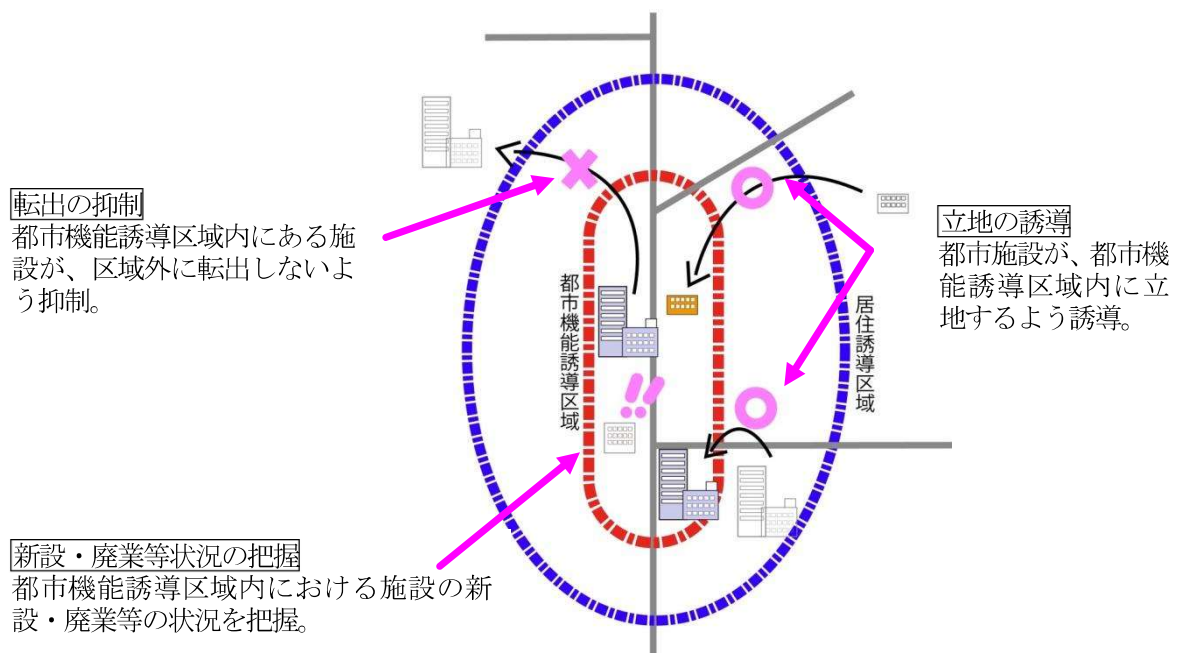 転出の抑制
都市機能誘導区域内にある施
設が、区域外に転出しないよ
う抑制。
立地の誘導
都市施設が、都市機
能誘導区域内に立
地するよう誘導。
都市機能誘導区域
居住誘導区域
!!
新設・廃業等状況の把握
都市機能誘導区域内における施設の新
設・廃業等の状況を把握。